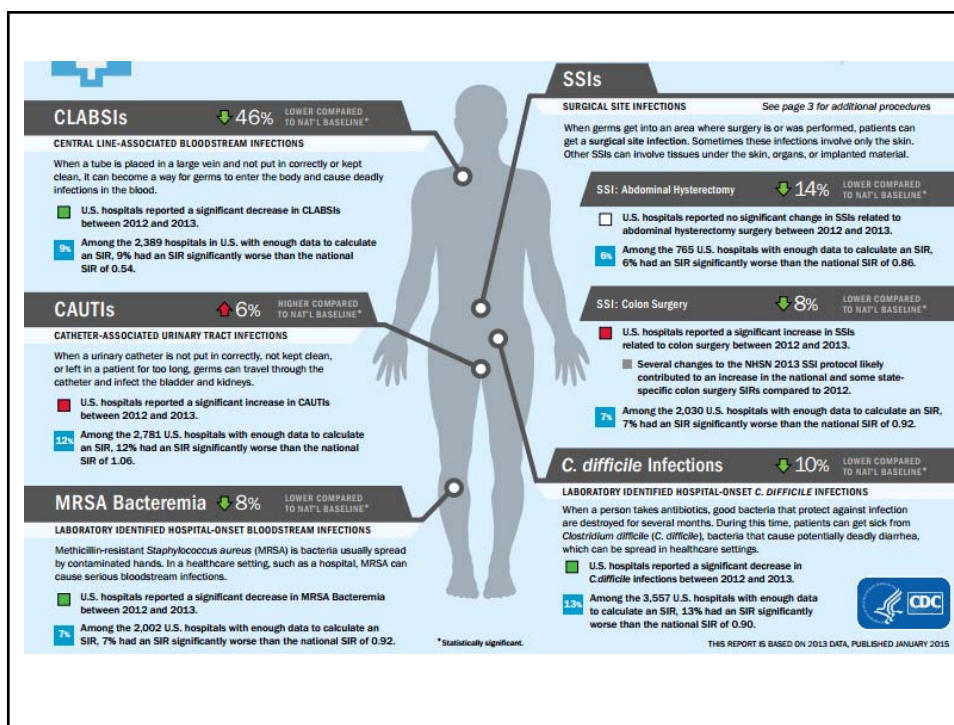 CLABSIs 46% LOWER COMPARED
TO NAT'L BASELINE*
CENTRAL LINE-ASSOCIATED BLOODSTREAM INFECTIONS
When a tube is placed in a large vein and not put in correctly or kept
clean, it can become a way for germs to enter the body and cause deadly
infections in the blood.
U.S. hospitals reported a significant decrease in CLABSIs
between 2012 and 2013.
9% Among the 2,389 hospitals in U.S. with enough data to calculate
an SIR, 9% had an SIR significantly worse than the national
SIR of 0.54.
CAUTIs 6% HIGHER COMPARED
TO NAT'L BASELINE*
CATHETER-ASSOCIATED URINARY TRACT INFECTIONS
When a urinary catheter is not put in correctly, not kept clean,
or left in a patient for too long, germs can travel through the
catheter and infect the bladder and kidneys.
U.S. hospitals reported a significant increase in CAUTIs
between 2012 and 2013.
12% Among the 2,781 U.S. hospitals with enough data to calculate
an SIR, 12% had an SIR significantly worse than the national
SIR of 1.06.
MRSA Bacteremia 8% LOWER COMPARED
TO NAT'L BASELINE*
LABORATORY IDENTIFIED HOSPITAL-ONSET BLOODSTREAM INFECTIONS
Methicillin-resistant Staphylococcus aureus (MRSA) is bacteria usually spread
by contaminated hands. In a healthcare setting, such as a hospital, MRSA can
cause serious bloodstream infections.
U.S. hospitals reported a significant decrease in MRSA Bacteremia
between 2012 and 2013.
7% Among the 2,002 U.S. hospitals with enough data to calculate an
SIR, 7% had an SIR significantly worse than the national SIR of 0.92.
*Statistically significant.
SSIs
SURGICAL SITE INFECTIONS See page 3 for additional procedures
When germs get into an area where surgery is or was performed, patients can
get a surgical site infection. Sometimes these infections involve only the skin.
Other SSIs can involve tissues under the skin, organs, or implanted material.
SSI: Abdominal Hysterectomy 14% LOWER COMPARED
TO NAT'L BASELINE*
U.S. hospitals reported no significant change in SSIs related to
abdominal hysterectomy surgery between 2012 and 2013.
6% Among the 765 U.S. hospitals with enough data to calculate an SIR,
6% had an SIR significantly worse than the national SIR of 0.86.
SSI: Colon Surgery 8% LOWER COMPARED
TO NAT'L BASELINE*
U.S. hospitals reported a significant increase in SSIs
related to colon surgery between 2012 and 2013.
Several changes to the NHSN 2013 SSI protocol likely
contributed to an increase in the national and some state-
specific colon surgery SIRs compared to 2012.
7% Among the 2,030 U.S. hospitals with enough data to calculate an SIR,
7% had an SIR significantly worse than the national SIR of 0.92.
C. difficile Infections 10% LOWER COMPARED
TO NAT'L BASELINE*
LABORATORY IDENTIFIED HOSPITAL-ONSET C. DIFFICILE INFECTIONS
When a person takes antibiotics, good bacteria that protect against infection
are destroyed for several months. During this time, patients can get sick from
Clostridium difficile (C. difficile), bacteria that cause potentially deadly diarrhea,
which can be spread in healthcare settings.
U.S. hospitals reported a significant decrease in
C.difficile infections between 2012 and 2013.
13% Among the 3,557 U.S. hospitals with enough data
to calculate an SIR, 13% had an SIR significantly
worse than the national SIR of 0.90.
CDC
THIS REPORT IS BASED ON 2013 DATA, PUBLISHED JANUARY 2015